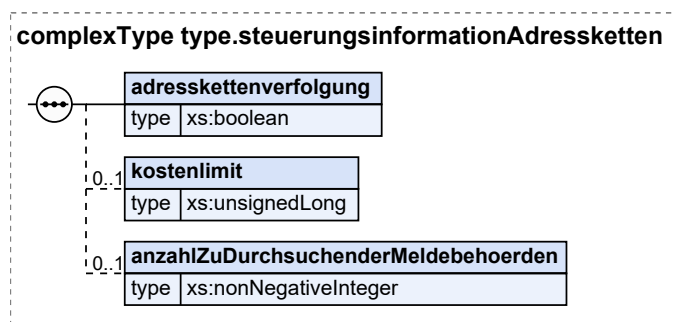 complexType type.steuerungsinformationAdressketten
adresskettenverfolgung
type xs:boolean
0..1 kostenlimit
type xs:unsignedLong
0..1 anzahlZuDurchsuchenderMeldebehoerden
type xs:nonNegativeInteger